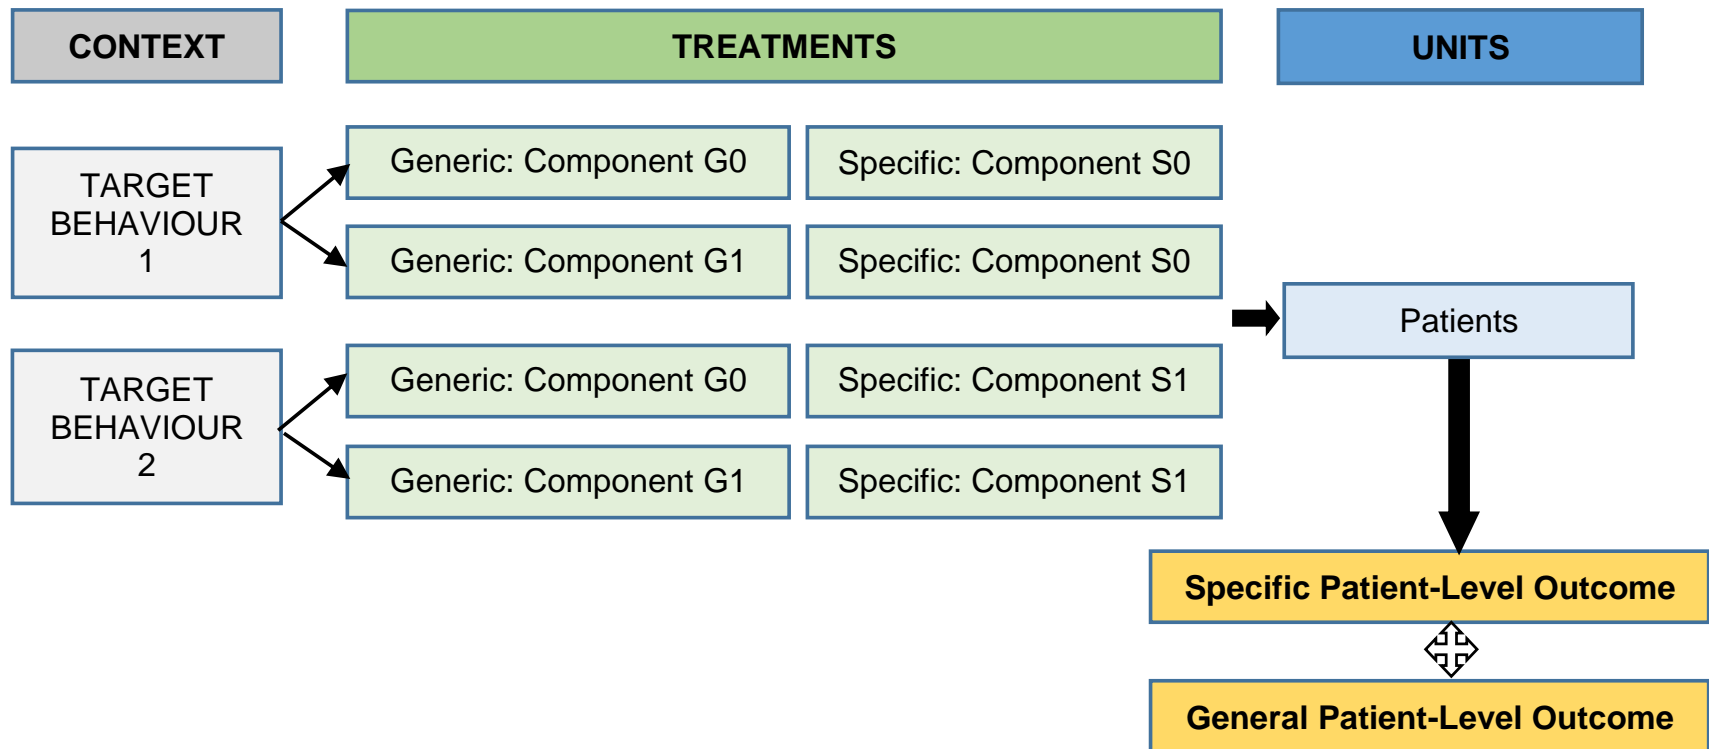 CONTEXT
TREATMENTS
UNITS
TARGET
BEHAVIOUR
1
Generic: Component G0
Specific: Component S0
Generic: Component G1
Specific: Component S0
TARGET
BEHAVIOUR
2
Generic: Component G0
Specific: Component S1
Generic: Component G1
Specific: Component S1
Patients
Specific Patient-Level Outcome
General Patient-Level Outcome